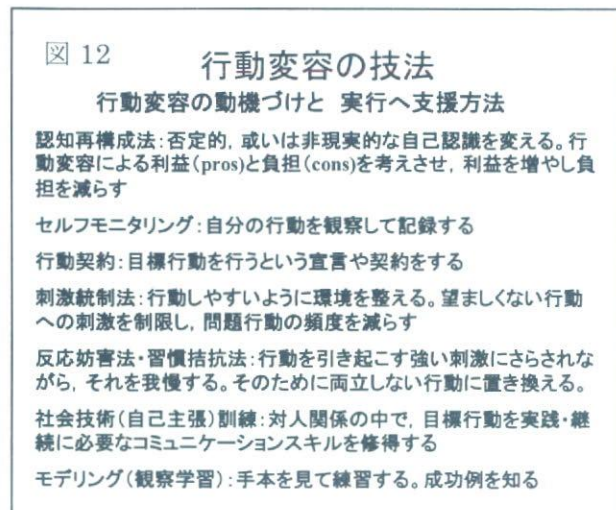 図 12
行動変容の技法
行動変容の動機づけと 実行へ支援方法
認知再構成法：否定的，或いは非現実的な自己認識を変える。行
動変容による利益(pros)と負担(cons)を考えさせ，利益を増やし負
担を減らす
セルフモニタリング：自分の行動を観察して記録する
行動契約：目標行動を行うという宣言や契約をする
刺激統制法：行動しやすいように環境を整える。望ましくない行動
への刺激を制限し，問題行動の頻度を減らす
反応妨害法・習慣拮抗法：行動を引き起こす強い刺激にさらされな
がら，それを我慢する。そのために両立しない行動に置き換える。
社会技術(自己主張)訓練：対人関係の中で，目標行動を実践・継
続に必要なコミュニケーションスキルを修得する
モデリング(観察学習)：手本を見て練習する。成功例を知る